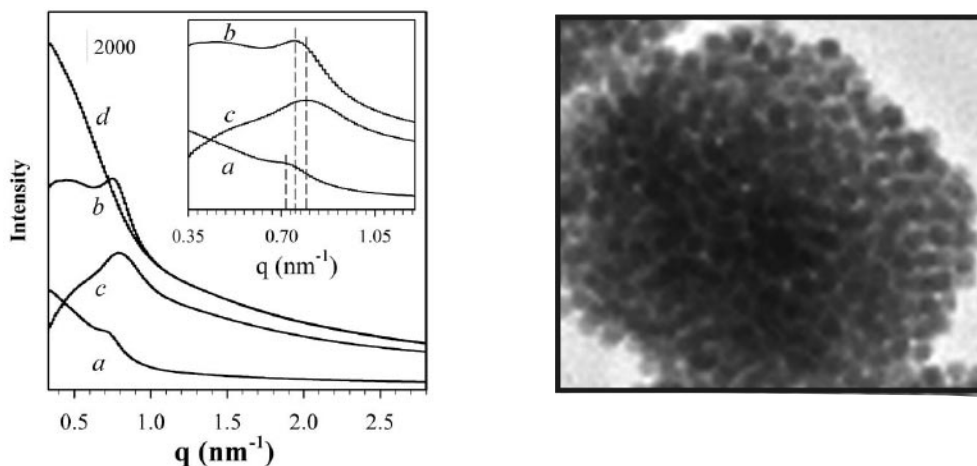 2000
d
b
c
a
Intensity
0.5
1.0
1.5
2.0
2.5
q (nm⁻¹)
b
c
a
0.35
0.70
1.05
q (nm⁻¹)